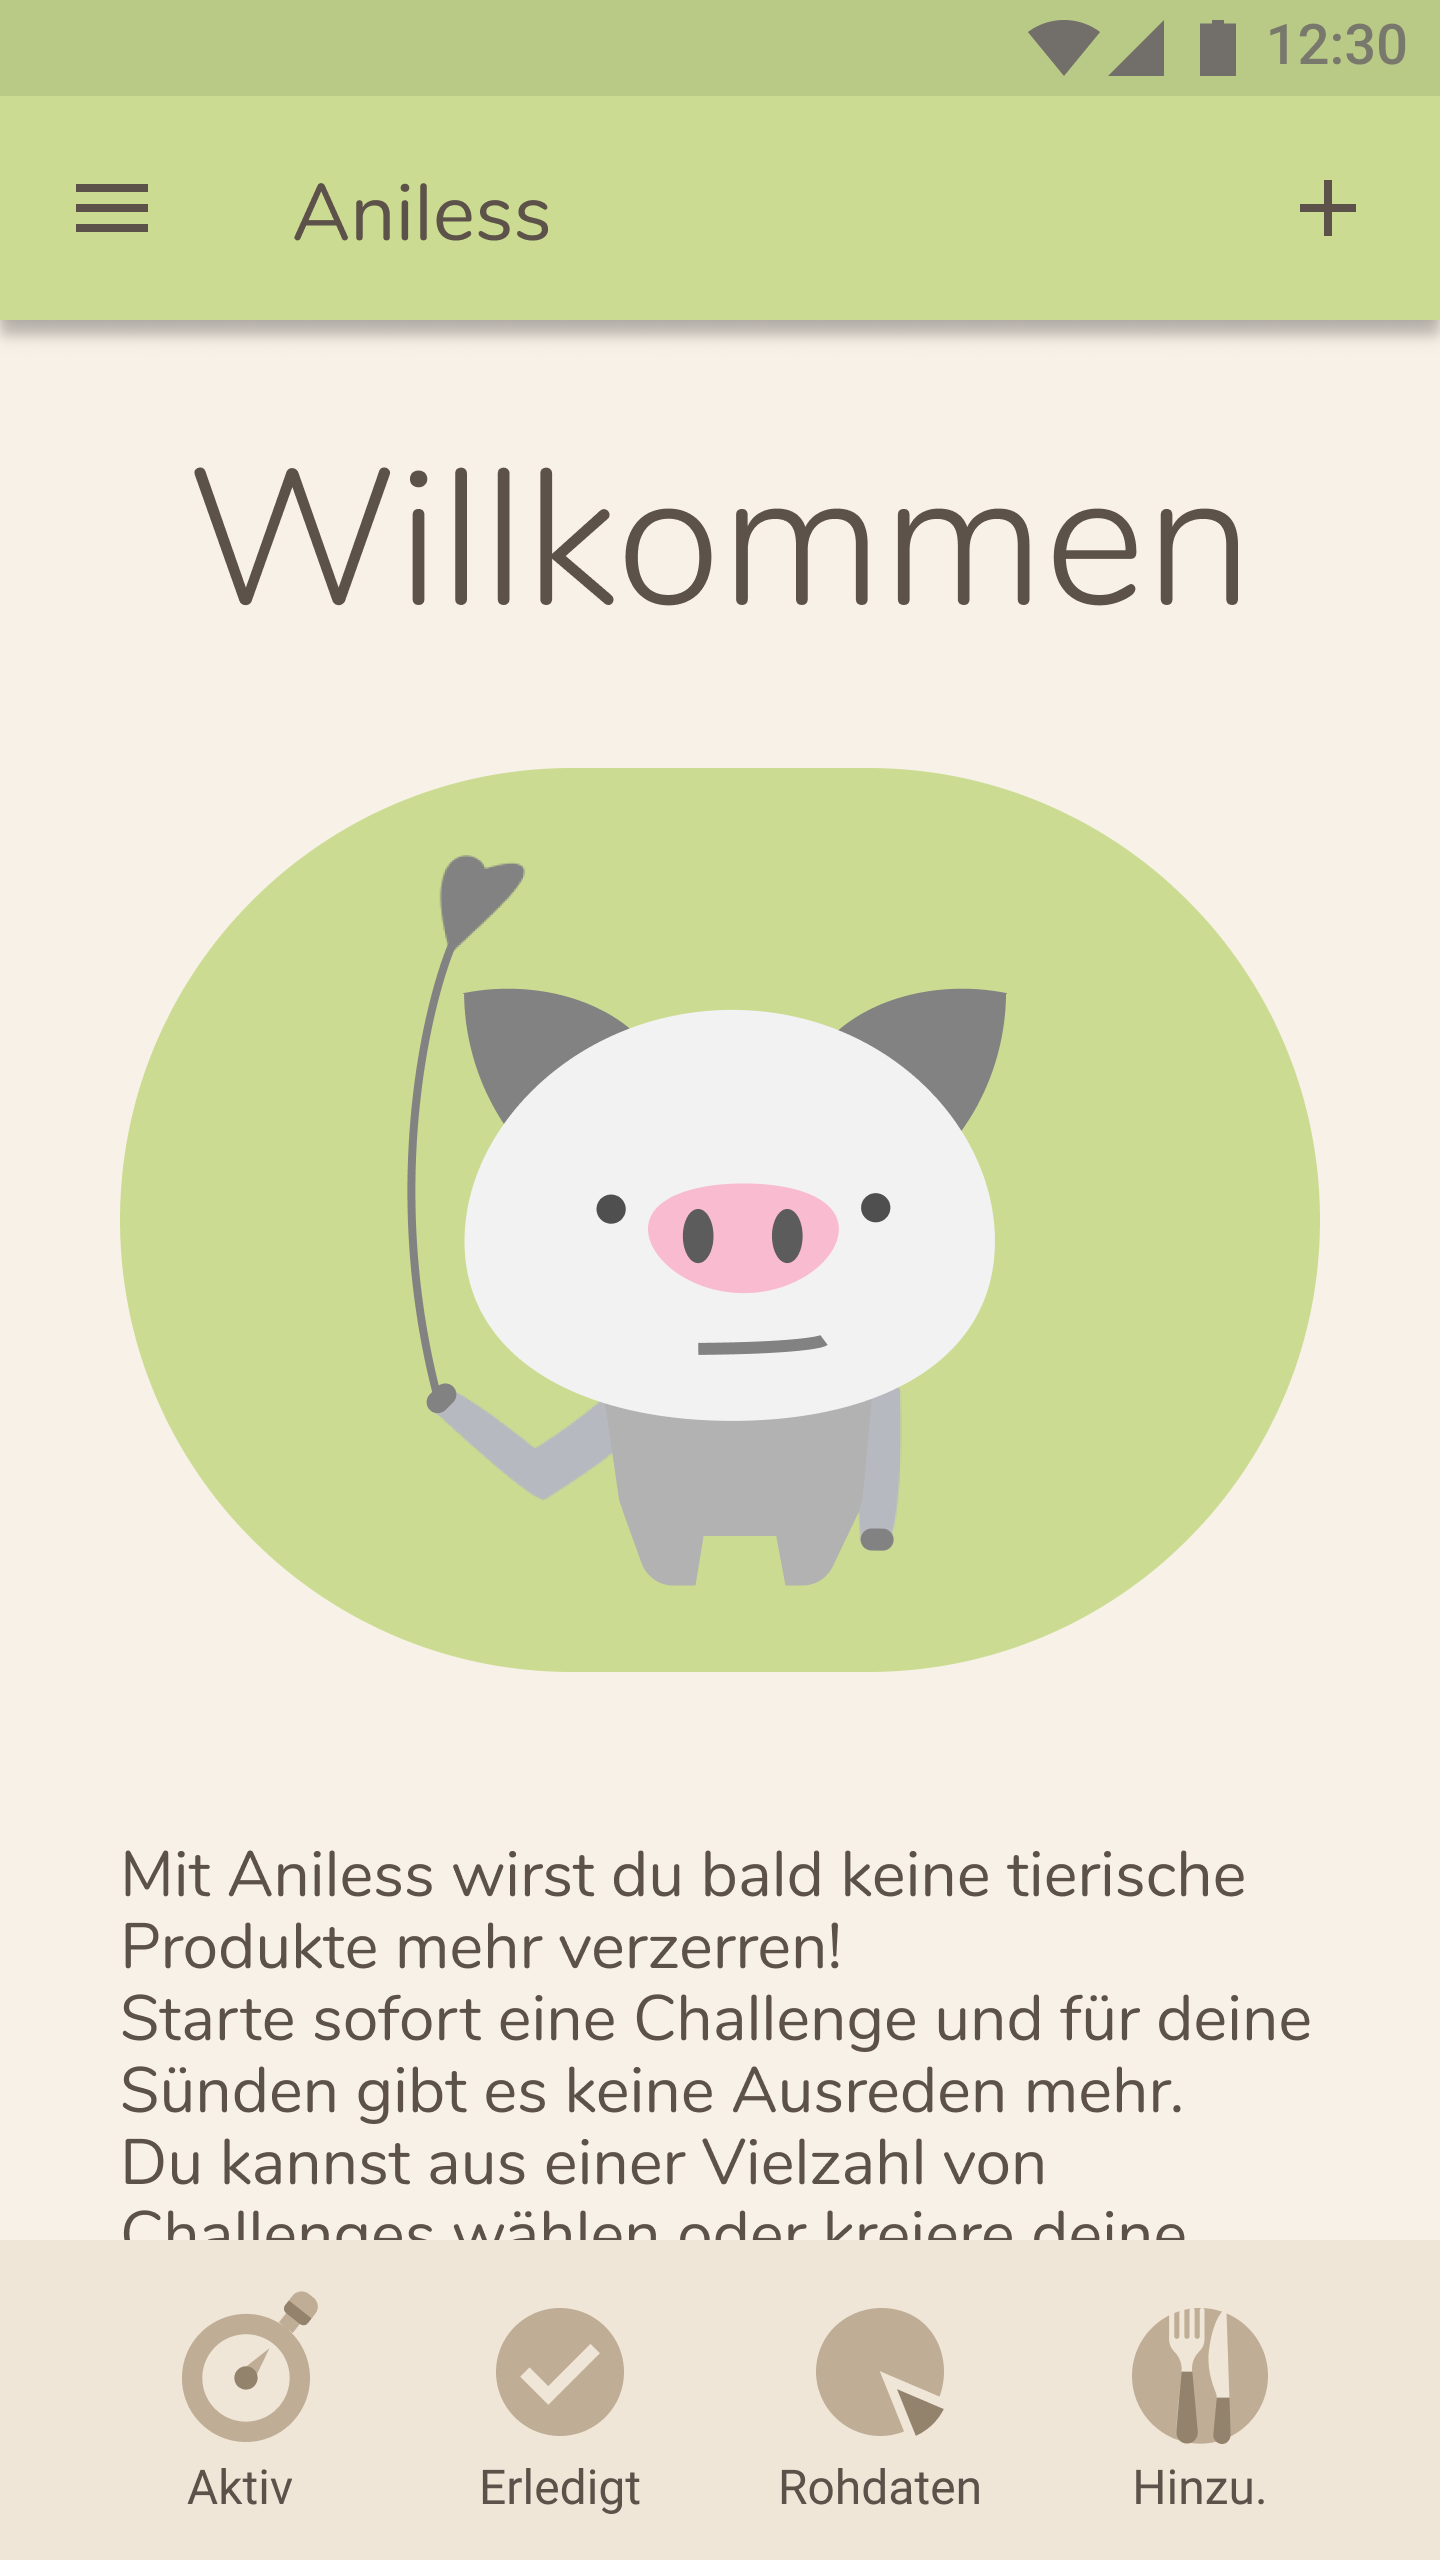 12:30
Aniless
Willkommen
Mit Aniless wirst du bald keine tierische
Produkte mehr verzerren!
Starte sofort eine Challenge und für deine
Sünden gibt es keine Ausreden mehr.
Du kannst aus einer Vielzahl von
Challenges wählen oder kreiere deine
Aktiv
Erledigt
Rohdaten
Hinzu.